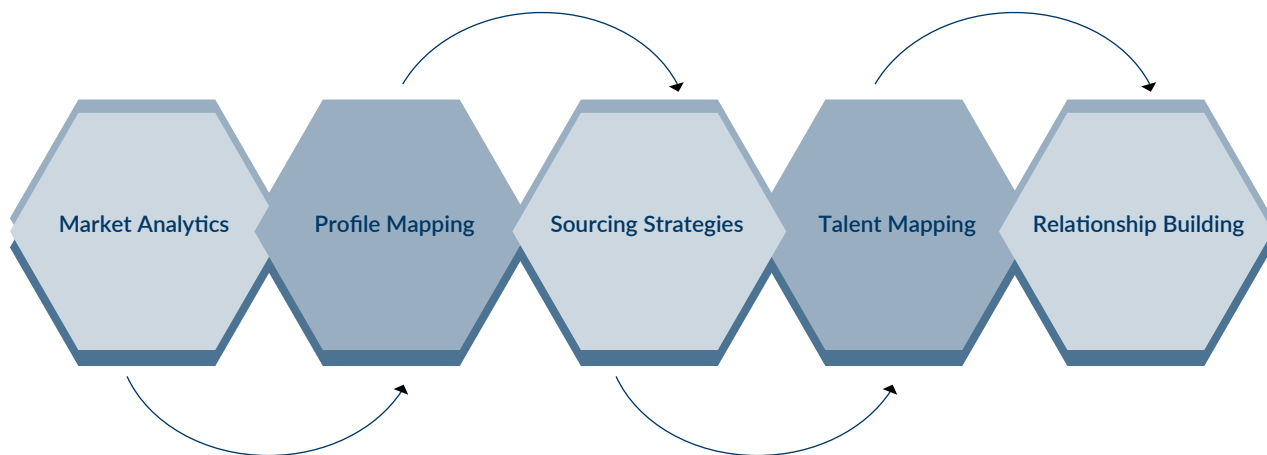 Market Analytics
Profile Mapping
Sourcing Strategies
Talent Mapping
Relationship Building